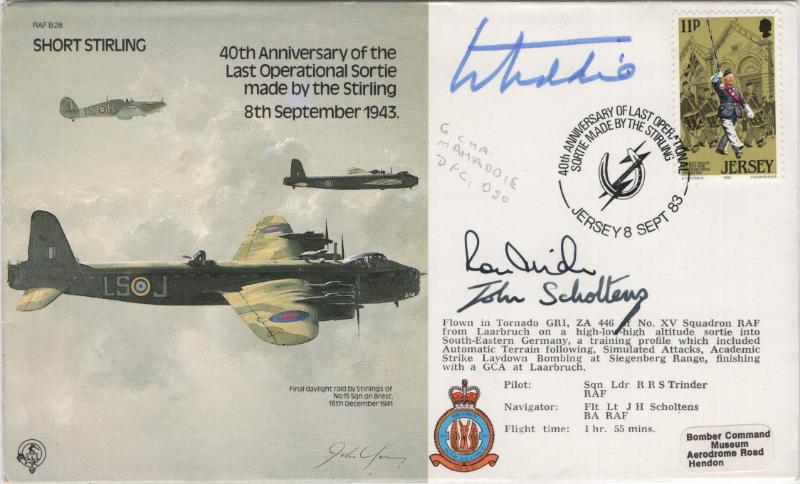 RAF B28
SHORT STIRLING
40th Anniversary of the
Last Operational Sortie
made by the Stirling
8th September 1943.
LS J
Final daylight raid by Stirlings of
No. 15 Sqn on Brest,
18th December 1941
G CMA.
MAHADDIE
DFC, DSO
11P
JERSEY
40th ANNIVERSARY OF LAST OPERATIONAL
SORTIE MADE BY THE STIRLING
JERSEY 8 SEPT 83
John Scholtens
Flown in Tornado GR1, ZA 446 of No. XV Squadron RAF
from Laarbruch on a high-low-high altitude sortie into
South-Eastern Germany, a training profile which included
Automatic Terrain following, Simulated Attacks, Academic
Strike Laydown Bombing at Siegenberg Range, finishing
with a GCA at Laarbruch.
Pilot: Sqn Ldr R R S Trinder
RAF
Navigator: Flt Lt J H Scholtens
BA RAF
Flight time: 1 hr. 55 mins.
Bomber Command
Museum
Aerodrome Road
Hendon